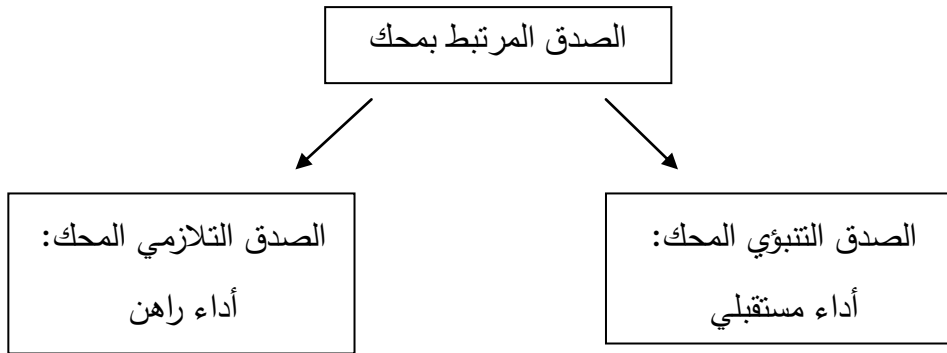 الصدق المرتبط بمحك
الصدق التنبؤي المحك:
أداء مستقبلي
الصدق التلازمي المحك:
أداء راهن